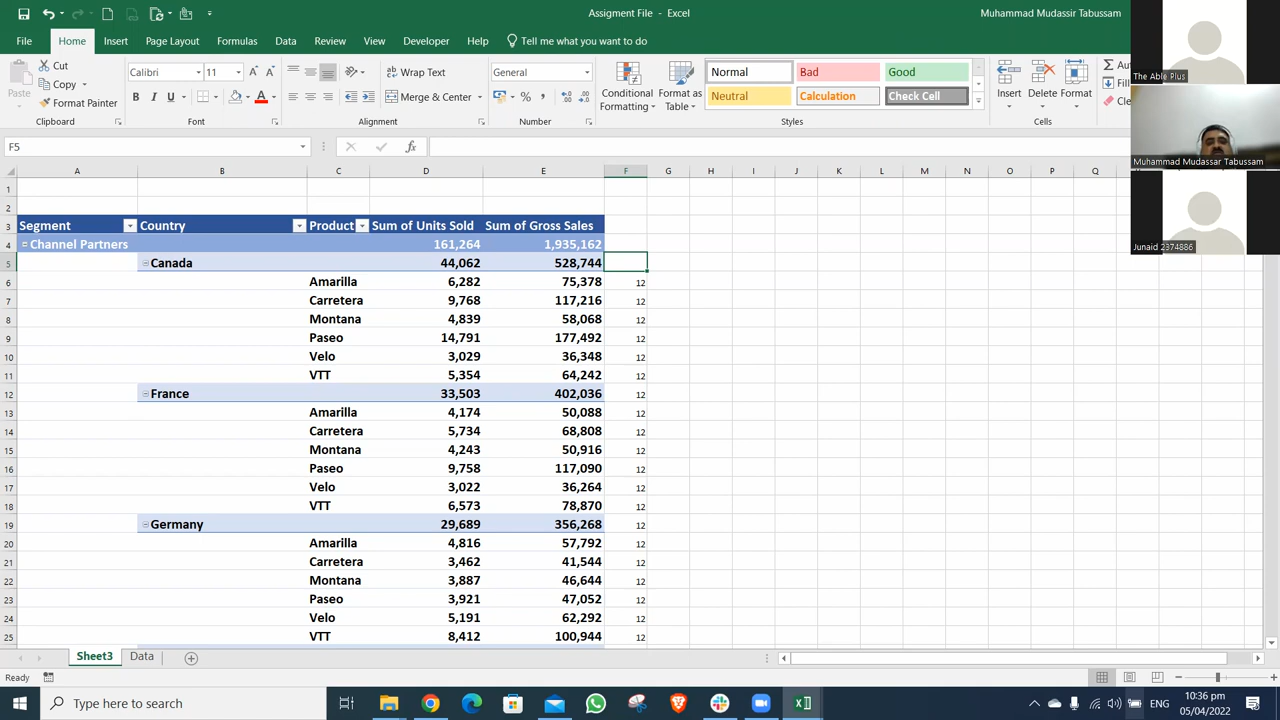 Assigment File - Excel
Muhammad Mudassir Tabussam
File Home Insert Page Layout Formulas Data Review View Developer Help Tell me what you want to do
Paste
Cut
Copy
Format Painter
Clipboard
Calibri 11
B I U
Font
Wrap Text
Merge & Center
Alignment
General
%
Number
Conditional Formatting
Format as Table
Normal Bad Good
Neutral Calculation Check Cell
Styles
Insert Delete Format
Cells
Σ Aut
Fill
Cle
The Able Plus
Muhammad Mudassar Tabussam
Junaid 2374886
F5
fx
A B C D E F G H I J K L M N O P Q
1
2
3 Segment Country Product Sum of Units Sold Sum of Gross Sales
4 Channel Partners 161,264 1,935,162
5 Canada 44,062 528,744
6 Amarilla 6,282 75,378 12
7 Carretera 9,768 117,216 12
8 Montana 4,839 58,068 12
9 Paseo 14,791 177,492 12
10 Velo 3,029 36,348 12
11 VTT 5,354 64,242 12
12 France 33,503 402,036 12
13 Amarilla 4,174 50,088 12
14 Carretera 5,734 68,808 12
15 Montana 4,243 50,916 12
16 Paseo 9,758 117,090 12
17 Velo 3,022 36,264 12
18 VTT 6,573 78,870 12
19 Germany 29,689 356,268 12
20 Amarilla 4,816 57,792 12
21 Carretera 3,462 41,544 12
22 Montana 3,887 46,644 12
23 Paseo 3,921 47,052 12
24 Velo 5,191 62,292 12
25 VTT 8,412 100,944 12
Sheet3 Data
Ready
Type here to search
ENG
10:36 pm
05/04/2022